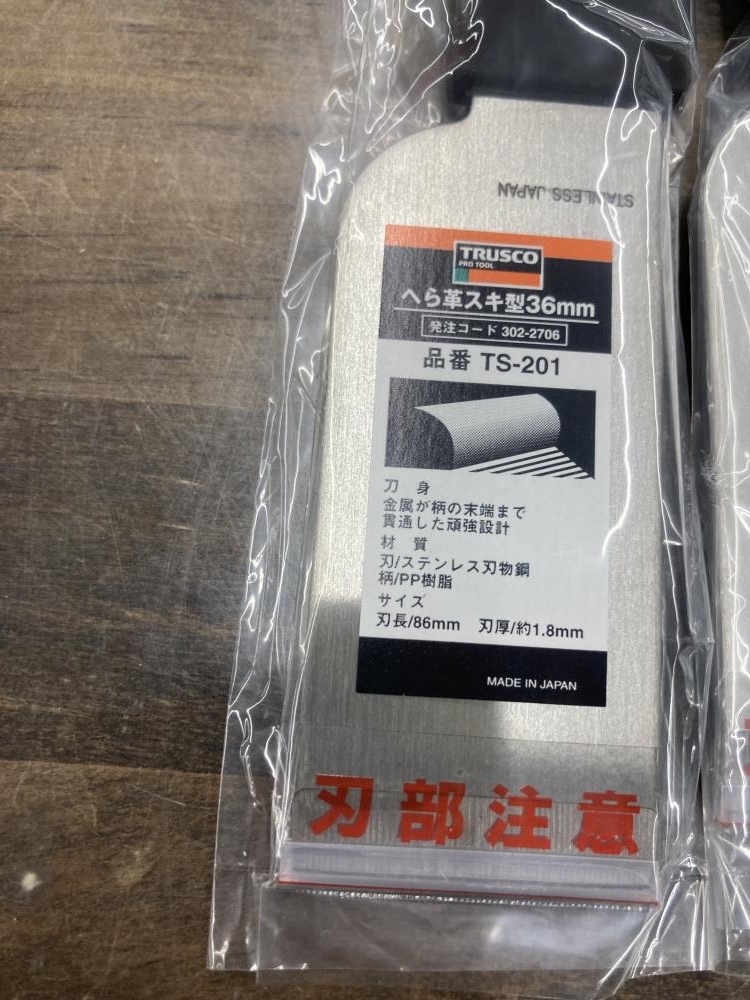 STAINLESS JAPAN
TRUSCO
PRO TOOL
へら革スキ型36mm
発注コード 302-2706
品番 TS-201
刀 身
金属が柄の末端まで
貫通した頑強設計
材 質
刃/ステンレス刃物鋼
柄/PP樹脂
サイズ
刃長/86mm 刃厚/約1.8mm
MADE IN JAPAN
刃部注意